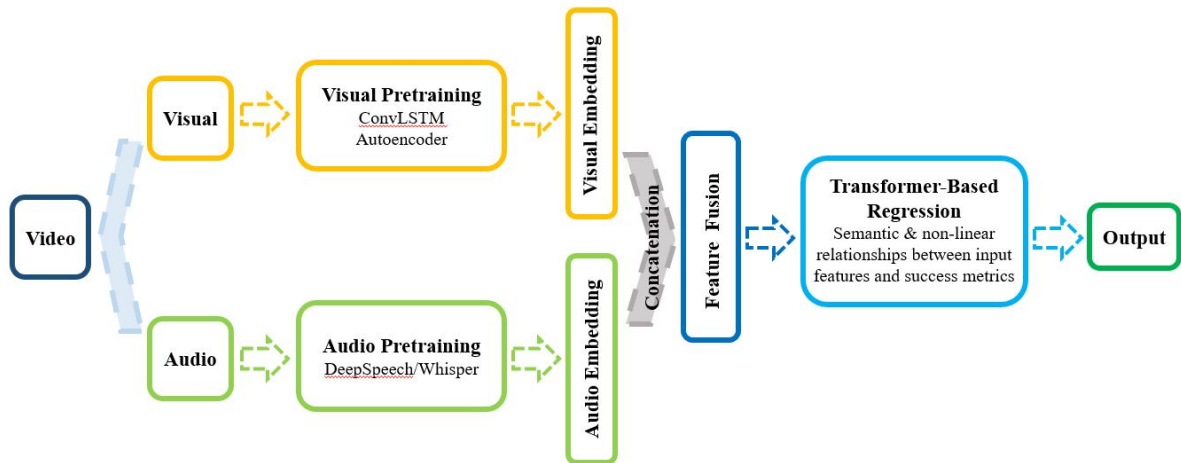 Video
Visual
Visual Pretraining
ConvLSTM
Autoencoder
Visual Embedding
Audio
Audio Pretraining
DeepSpeech/Whisper
Audio Embedding
Concatenation
Feature Fusion
Transformer-Based
Regression
Semantic & non-linear
relationships between input
features and success metrics
Output